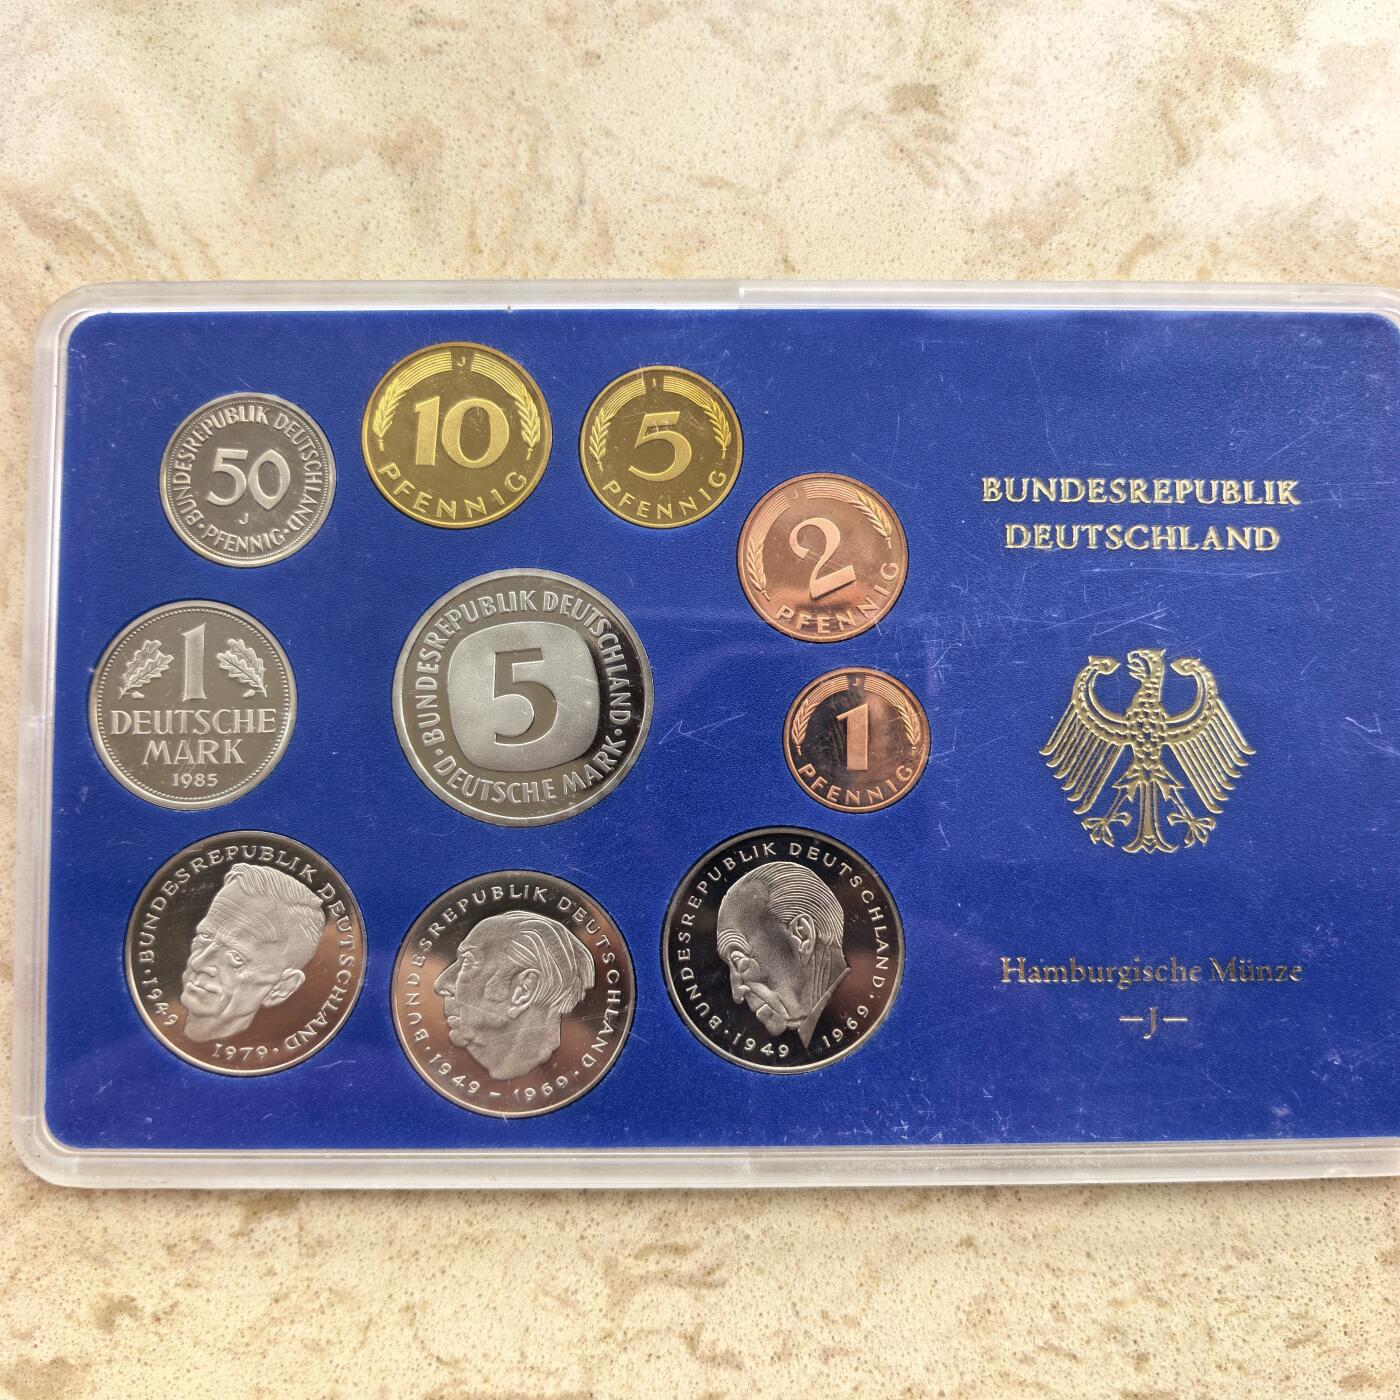 BUNDESREPUBLIK DEUTSCHLAND
50
J
· PFENNIG ·
J
10
PFENNIG
J
5
PFENNIG
J
2
PFENNIG
J
1
PFENNIG
1
DEUTSCHE
MARK
1985
· BUNDESREPUBLIK DEUTSCHLAND ·
5
DEUTSCHE MARK
1949 · BUNDESREPUBLIK DEUTSCHLAND
· 1979 ·
· BUNDESREPUBLIK DEUTSCHLAND ·
1949 – 1969
· BUNDESREPUBLIK DEUTSCHLAND ·
1949 1969
BUNDESREPUBLIK
DEUTSCHLAND
Hamburgische Münze
–J–